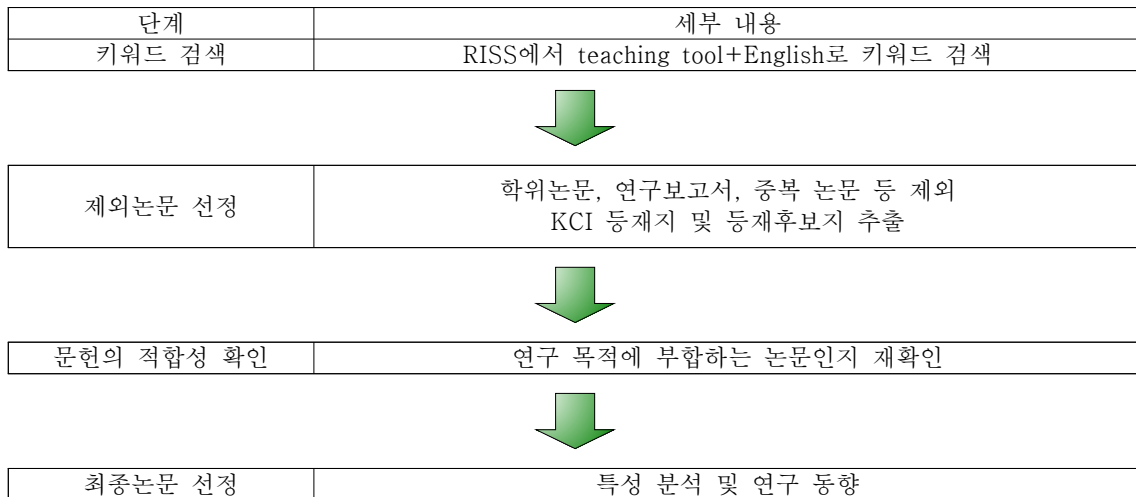 단계 세부 내용
키워드 검색 RISS에서 teaching tool+English로 키워드 검색
제외논문 선정 학위논문, 연구보고서, 중복 논문 등 제외
KCI 등재지 및 등재후보지 추출
문헌의 적합성 확인 연구 목적에 부합하는 논문인지 재확인
최종논문 선정 특성 분석 및 연구 동향